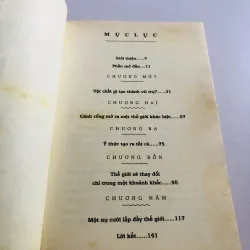 MỤC LỤC
Giới thiệu......7
Phần mở đầu......11
CHƯƠNG MỘT
Vật chất gì tạo thành vũ trụ?......31
CHƯƠNG HAI
Cánh cổng mở ra một thế giới khác biệt......59
CHƯƠNG BA
Ý thức tạo ra tất cả......75
CHƯƠNG BỐN
Thế giới sẽ thay đổi
chỉ trong một khoảnh khắc......95
CHƯƠNG NĂM
Một nụ cười lấp đầy thế giới......117
Lời kết......141